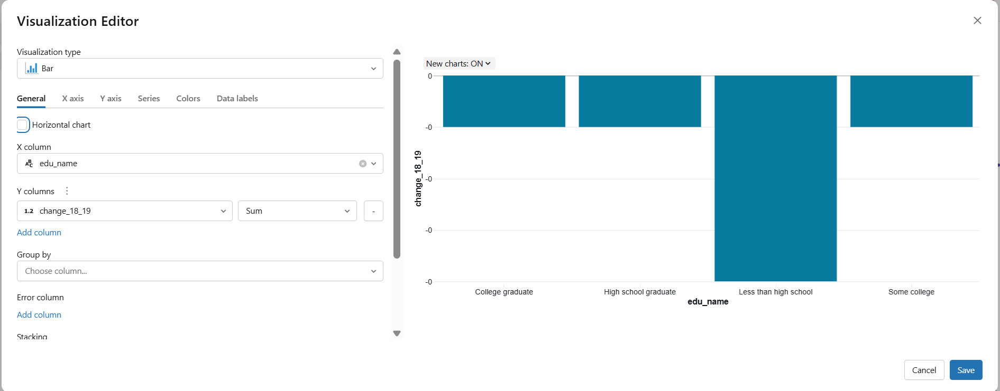 Visualization Editor
Visualization type
Bar
General X axis Y axis Series Colors Data labels
Horizontal chart
X column
ABC edu_name
Y columns
1.2 change_18_19 Sum -
Add column
Group by
Choose column...
Error column
Add column
Stacking
New charts: ON
0
-0
-0
-0
-0
change_18_19
College graduate High school graduate Less than high school Some college
edu_name
Cancel Save